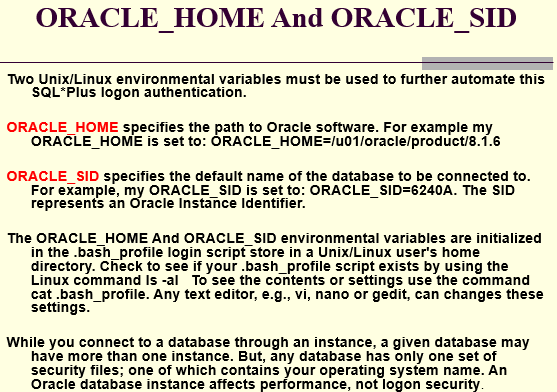 ORACLE_HOME And ORACLE_SID
Two Unix/Linux environmental variables must be used to further automate this
SQL*Plus logon authentication.
ORACLE_HOME specifies the path to Oracle software. For example my
ORACLE_HOME is set to: ORACLE_HOME=/u01/oracle/product/8.1.6
ORACLE_SID specifies the default name of the database to be connected to.
For example, my ORACLE_SID is set to: ORACLE_SID=6240A. The SID
represents an Oracle Instance Identifier.
The ORACLE_HOME And ORACLE_SID environmental variables are initialized
in the .bash_profile login script store in a Unix/Linux user's home
directory. Check to see if your .bash_profile script exists by using the
Linux command ls -al   To see the contents or settings use the command
cat .bash_profile. Any text editor, e.g., vi, nano or gedit, can changes these
settings.
While you connect to a database through an instance, a given database may
have more than one instance. But, any database has only one set of
security files; one of which contains your operating system name. An
Oracle database instance affects performance, not logon security.